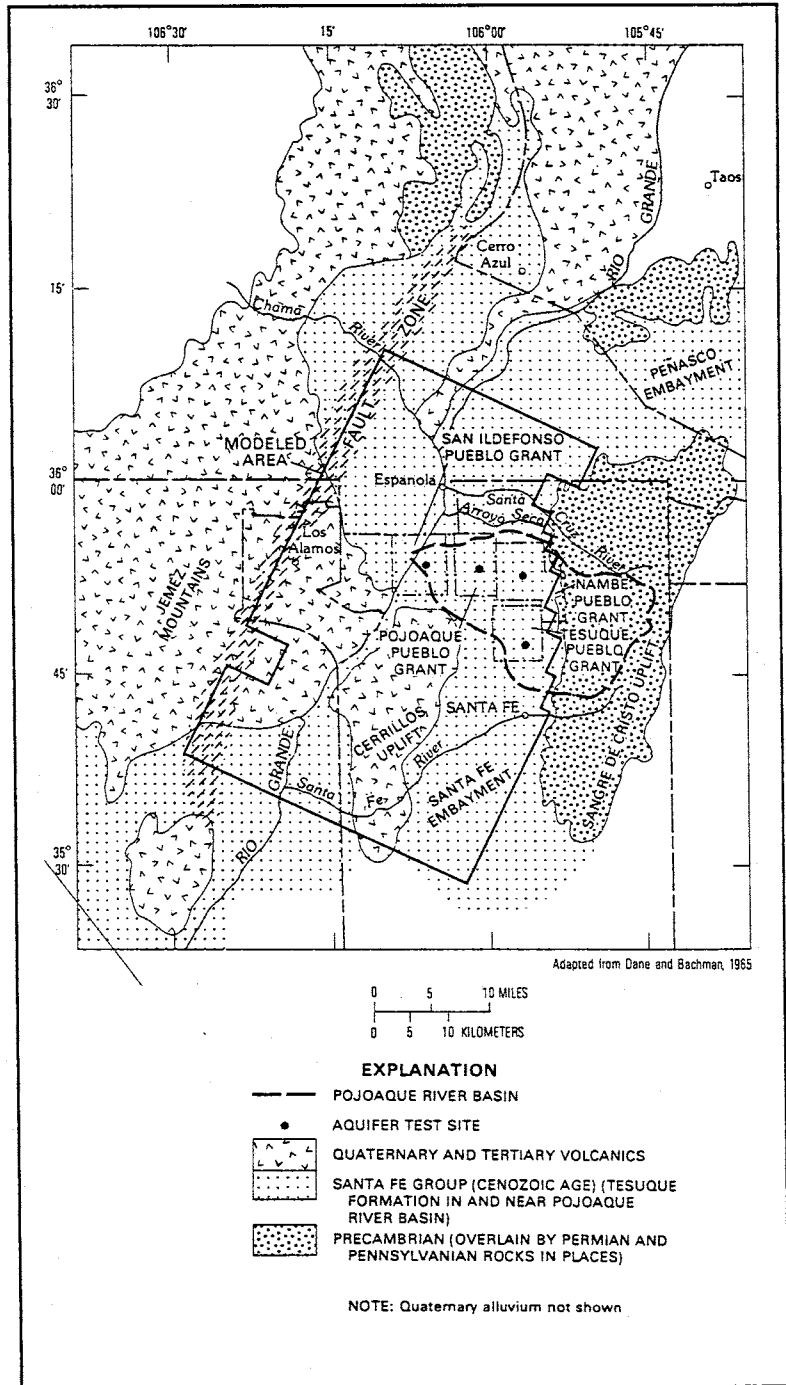 106°30'
15'
106°00'
105°45'
36°
30'
GRANDE
Taos
RIO
Cerro
Azul
15'
Chama
River
ZONE
PEÑASCO
EMBAYMENT
FAULT
MODELED
AREA
SAN ILDEFONSO
PUEBLO GRANT
36°
00'
Espanola
Santa
Cruz
River
Arroyo Seco
Los
Alamos
JEMEZ
MOUNTAINS
NAMBE
PUEBLO
GRANT
TESUQUE
PUEBLO
GRANT
POJOAQUE
PUEBLO
GRANT
45'
SANTA FE
CERRILLOS
UPLIFT
River
SANGRE DE CRISTO UPLIFT
GRANDE
Santa
Fe
SANTA FE
EMBAYMENT
RIO
35°
30'
Adapted from Dane and Bachman, 1965
0 5 10 MILES
0 5 10 KILOMETERS
EXPLANATION
POJOAQUE RIVER BASIN
AQUIFER TEST SITE
QUATERNARY AND TERTIARY VOLCANICS
SANTA FE GROUP (CENOZOIC AGE) (TESUQUE
FORMATION IN AND NEAR POJOAQUE
RIVER BASIN)
PRECAMBRIAN (OVERLAIN BY PERMIAN AND
PENNSYLVANIAN ROCKS IN PLACES)
NOTE: Quaternary alluvium not shown